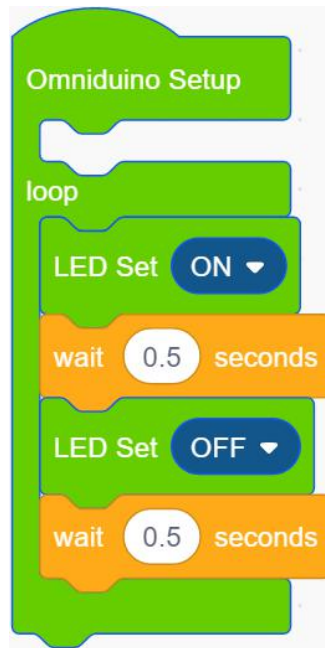 Omniduino Setup
loop
LED Set ON
wait 0.5 seconds
LED Set OFF
wait 0.5 seconds